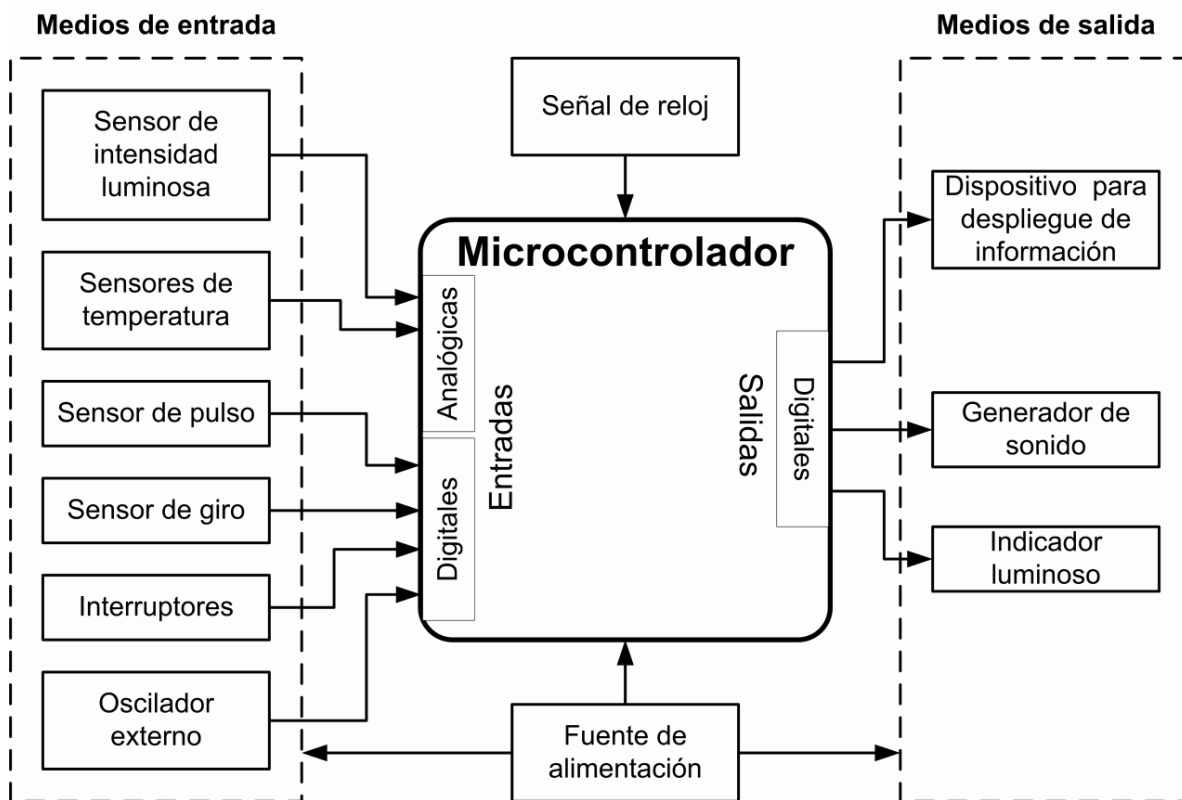 Medios de entrada
Sensor de
intensidad
luminosa
Sensores de
temperatura
Sensor de pulso
Sensor de giro
Interruptores
Oscilador
externo
Señal de reloj
Microcontrolador
Analógicas
Digitales
Entradas
Salidas
Digitales
Fuente de
alimentación
Medios de salida
Dispositivo para
despliegue de
información
Generador de
sonido
Indicador
luminoso